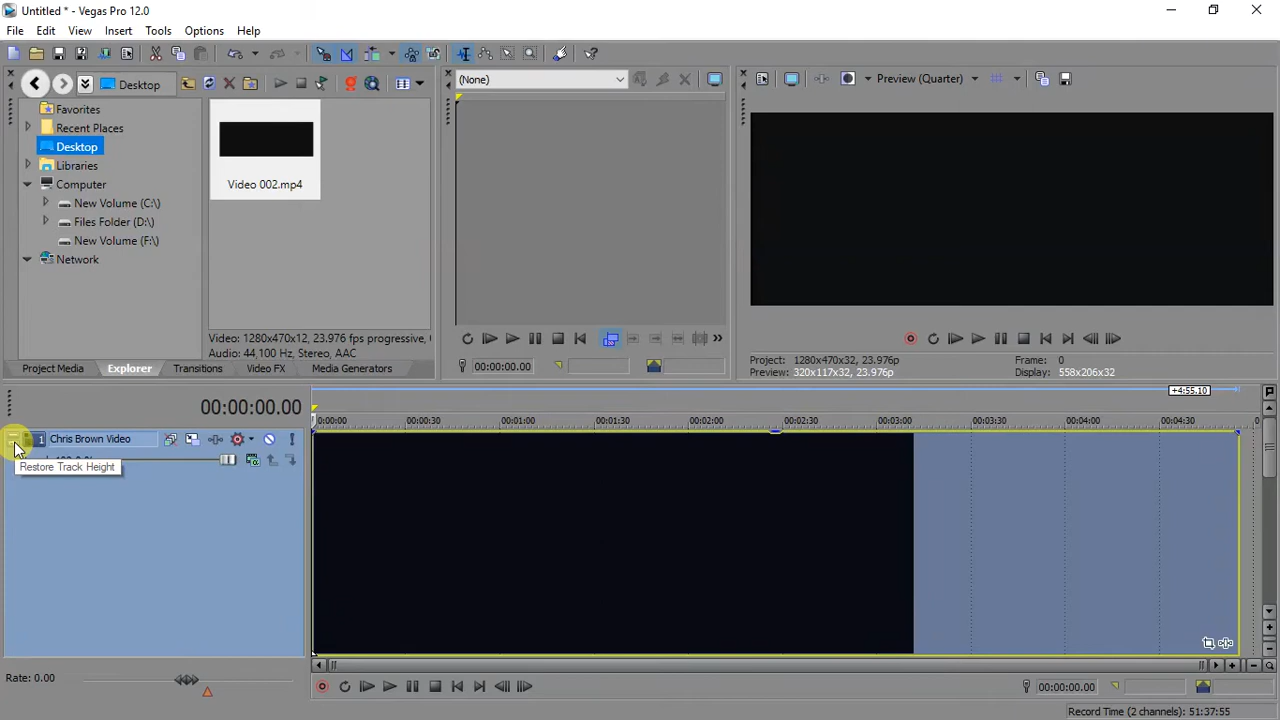 Untitled * - Vegas Pro 12.0
File Edit View Insert Tools Options Help
Desktop
(None)
Preview (Quarter)
Favorites
Recent Places
Desktop
Libraries
Computer
New Volume (C:\)
Files Folder (D:\)
New Volume (F:\)
Network
Video 002.mp4
Video: 1280x470x12, 23.976 fps progressive,
Audio: 44,100 Hz, Stereo, AAC
Project Media Explorer Transitions Video FX Media Generators
00:00:00.00
Project: 1280x470x32, 23.976p
Preview: 320x117x32, 23.976p
Frame: 0
Display: 558x206x32
+4:55.10
00:00:00.00
0:00:00 00:00:30 00:01:00 00:01:30 00:02:00 00:02:30 00:03:00 00:03:30 00:04:00 00:04:30
1 Chris Brown Video
Restore Track Height
Rate: 0.00
00:00:00.00
Record Time (2 channels): 51:37:55